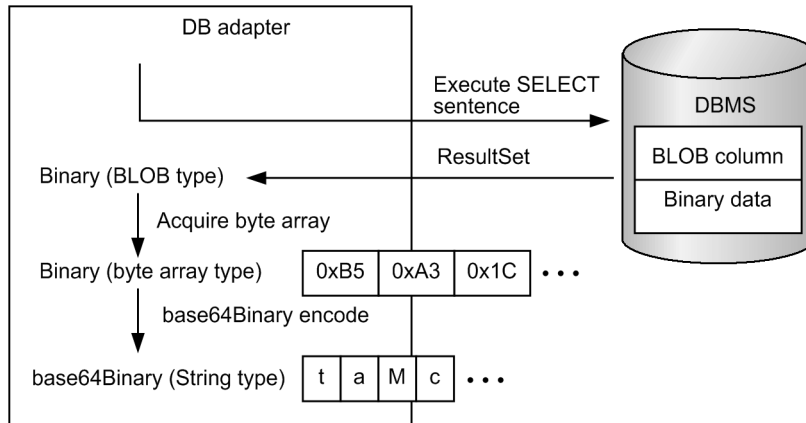 DB adapter
Execute SELECT
sentence
DBMS
ResultSet
BLOB column
Binary (BLOB type)
Binary data
Acquire byte array
Binary (byte array type) 0xB5 0xA3 0x1C • • •
base64Binary encode
base64Binary (String type) t a M c • • •